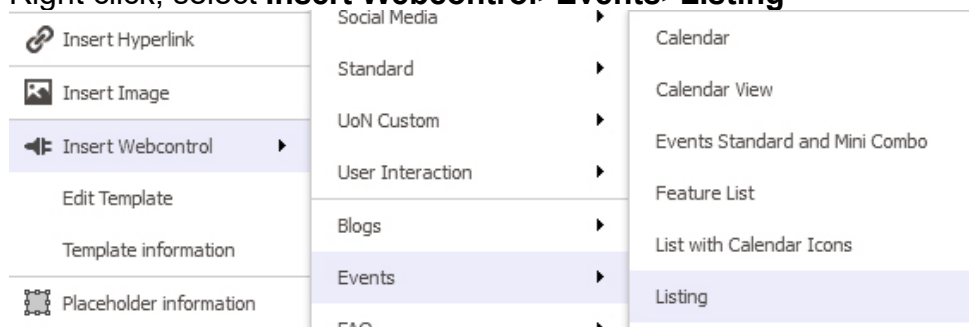 Right click, select Insert Webcontrol> Events> Listing
Insert Hyperlink
Insert Image
Insert Webcontrol
Edit Template
Template information
Placeholder information
Social Media
Standard
UoN Custom
User Interaction
Blogs
Events
FAQ
Calendar
Calendar View
Events Standard and Mini Combo
Feature List
List with Calendar Icons
Listing